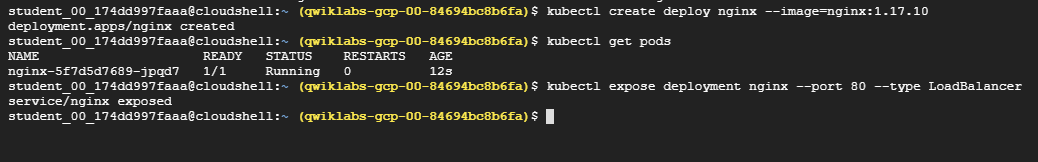 student_00_174dd997faaa@cloudshell:~ (qwiklabs-gcp-00-84694bc8b6fa)$ kubectl create deploy nginx --image=nginx:1.17.10
deployment.apps/nginx created
student_00_174dd997faaa@cloudshell:~ (qwiklabs-gcp-00-84694bc8b6fa)$ kubectl get pods
NAME READY STATUS RESTARTS AGE
nginx-5f7d5d7689-jpqd7 1/1 Running 0 12s
student_00_174dd997faaa@cloudshell:~ (qwiklabs-gcp-00-84694bc8b6fa)$ kubectl expose deployment nginx --port 80 --type LoadBalancer
service/nginx exposed
student_00_174dd997faaa@cloudshell:~ (qwiklabs-gcp-00-84694bc8b6fa)$